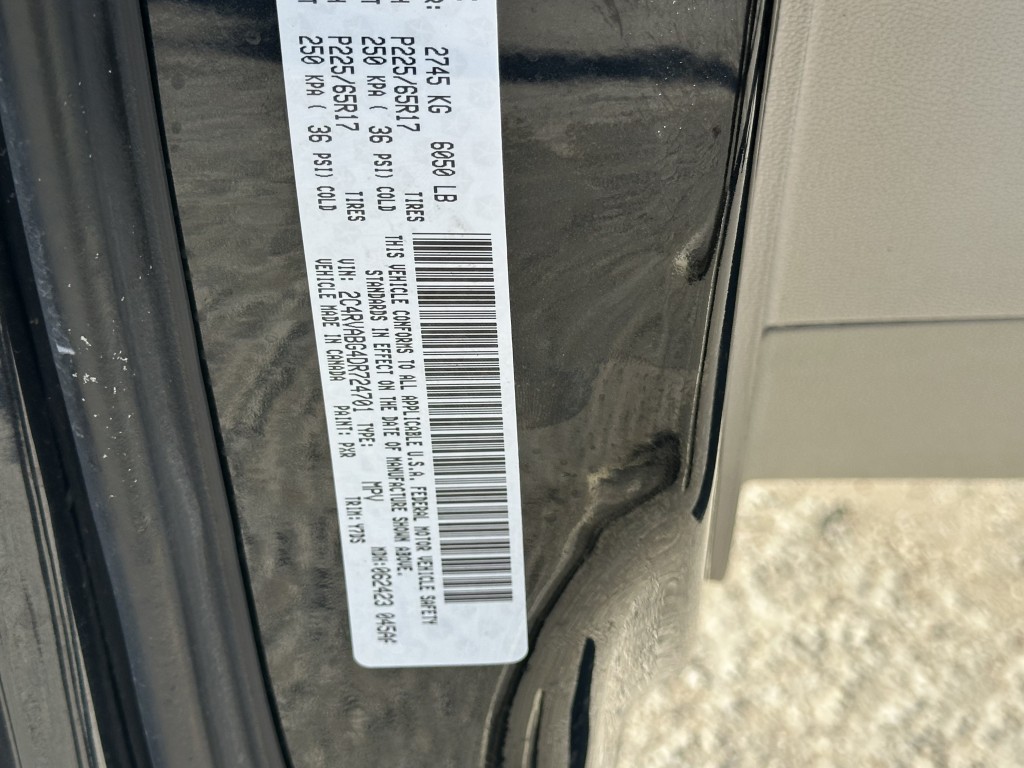 2745 KG 6050 LB
P225/65R17 TIRES
250 KPA ( 36 PSI) COLD
P225/65R17 TIRES
250 KPA ( 36 PSI) COLD
THIS VEHICLE CONFORMS TO ALL APPLICABLE U.S.A. FEDERAL MOTOR VEHICLE SAFETY
STANDARDS IN EFFECT ON THE DATE OF MANUFACTURE SHOWN ABOVE.
VIN: 2C4RVABG4DR724701 TYPE: MPV MDH:062423 045AF
VEHICLE MADE IN CANADA PAINT: PXR TRIM:Y7DS